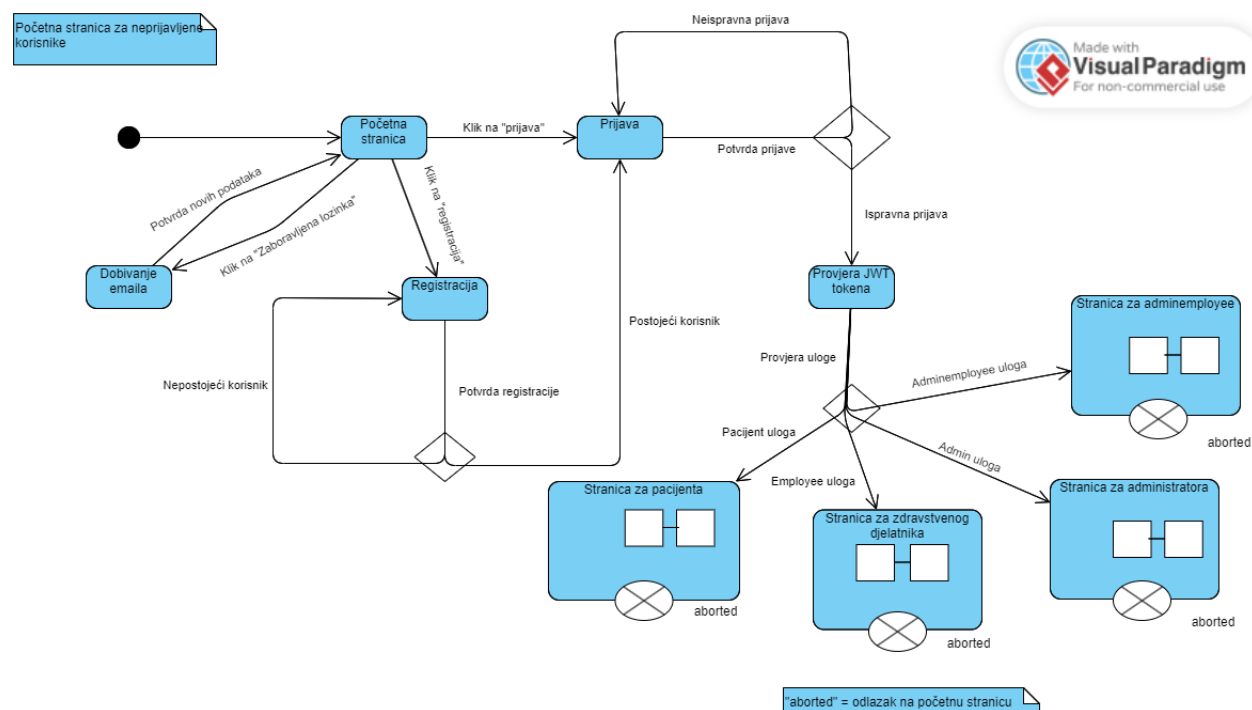 Početna stranica za neprijavljene
korisnike
Neispravna prijava
Made with
Visual Paradigm
For non-commercial use
Početna
stranica
Klik na "prijava"
Prijava
Potvrda prijave
Potvrda novih podataka
Klik na "Zaboravljena lozinka"
Klik na "registracija"
Ispravna prijava
Dobivanje
emaila
Registracija
Provjera JWT
tokena
Postojeći korisnik
Stranica za adminemployee
Nepostojeći korisnik
Potvrda registracije
Provjera uloge
Adminemployee uloga
aborted
Pacijent uloga
Admin uloga
Employee uloga
Stranica za pacijenta
Stranica za zdravstvenog
djelatnika
Stranica za administratora
aborted
aborted
aborted
"aborted" = odlazak na početnu stranicu